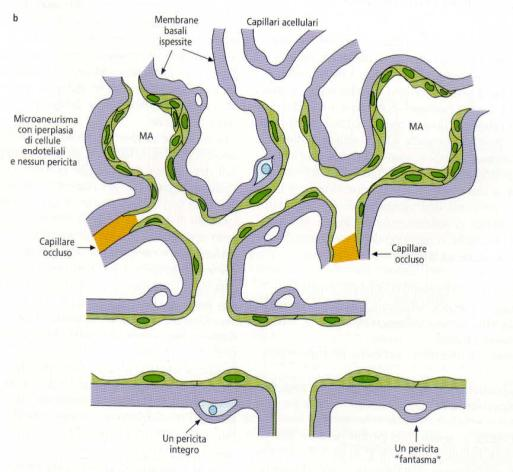 b
Membrane
basali
ispessite
Capillari acellulari
Microaneurisma
con iperplasia
di cellule
endoteliali
e nessun pericita
MA
MA
Capillare
occluso
Capillare
occluso
Un pericita
integro
Un pericita
"fantasma"